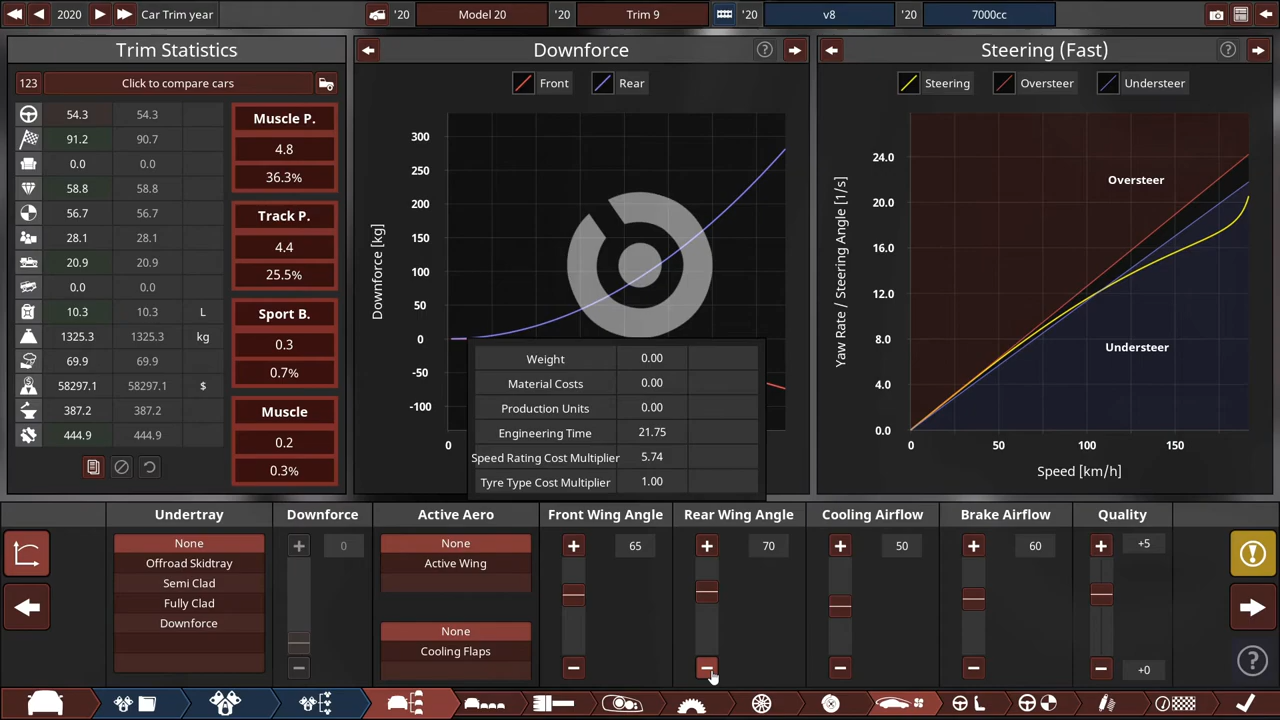 2020
Car Trim year
'20
Model 20
'20
Trim 9
'20
v8
'20
7000cc
Trim Statistics
123
Click to compare cars
54.3 54.3
91.2 90.7
0.0 0.0
58.8 58.8
56.7 56.7
28.1 28.1
20.9 20.9
0.0 0.0
10.3 10.3 L
1325.3 1325.3 kg
69.9 69.9
58297.1 58297.1 $
387.2 387.2
444.9 444.9
Muscle P.
4.8
36.3%
Track P.
4.4
25.5%
Sport B.
0.3
0.7%
Muscle
0.2
0.3%
Downforce
?
Front
Rear
Downforce [kg]
300
250
200
150
100
50
0
-50
-100
0
Weight 0.00
Material Costs 0.00
Production Units 0.00
Engineering Time 21.75
Speed Rating Cost Multiplier 5.74
Tyre Type Cost Multiplier 1.00
Steering (Fast)
?
Steering
Oversteer
Understeer
Yaw Rate / Steering Angle [1/s]
24.0
20.0
16.0
12.0
8.0
4.0
0.0
Oversteer
Understeer
0 50 100 150
Speed [km/h]
Undertray
None
Offroad Skidtray
Semi Clad
Fully Clad
Downforce
Downforce
+ 0
−
Active Aero
None
Active Wing
None
Cooling Flaps
Front Wing Angle
+ 65
−
Rear Wing Angle
+ 70
−
Cooling Airflow
+ 50
−
Brake Airflow
+ 60
−
Quality
+ +5
− +0
!
?